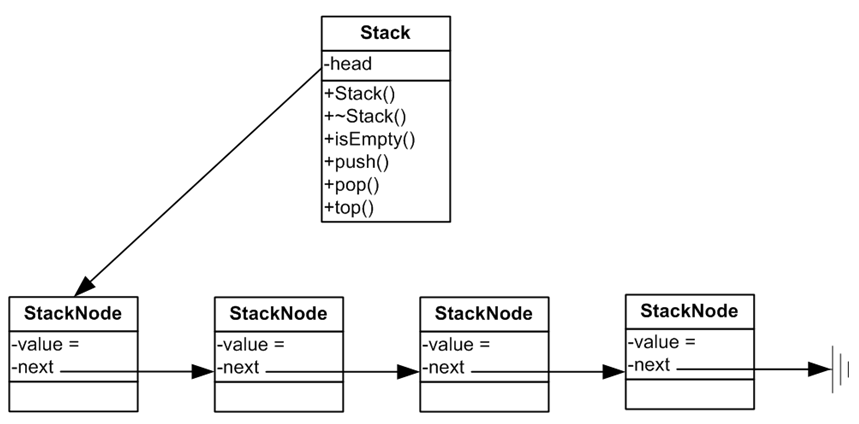 Stack
-head
+Stack()
+~Stack()
+isEmpty()
+push()
+pop()
+top()
StackNode
-value =
-next
StackNode
-value =
-next
StackNode
-value =
-next
StackNode
-value =
-next